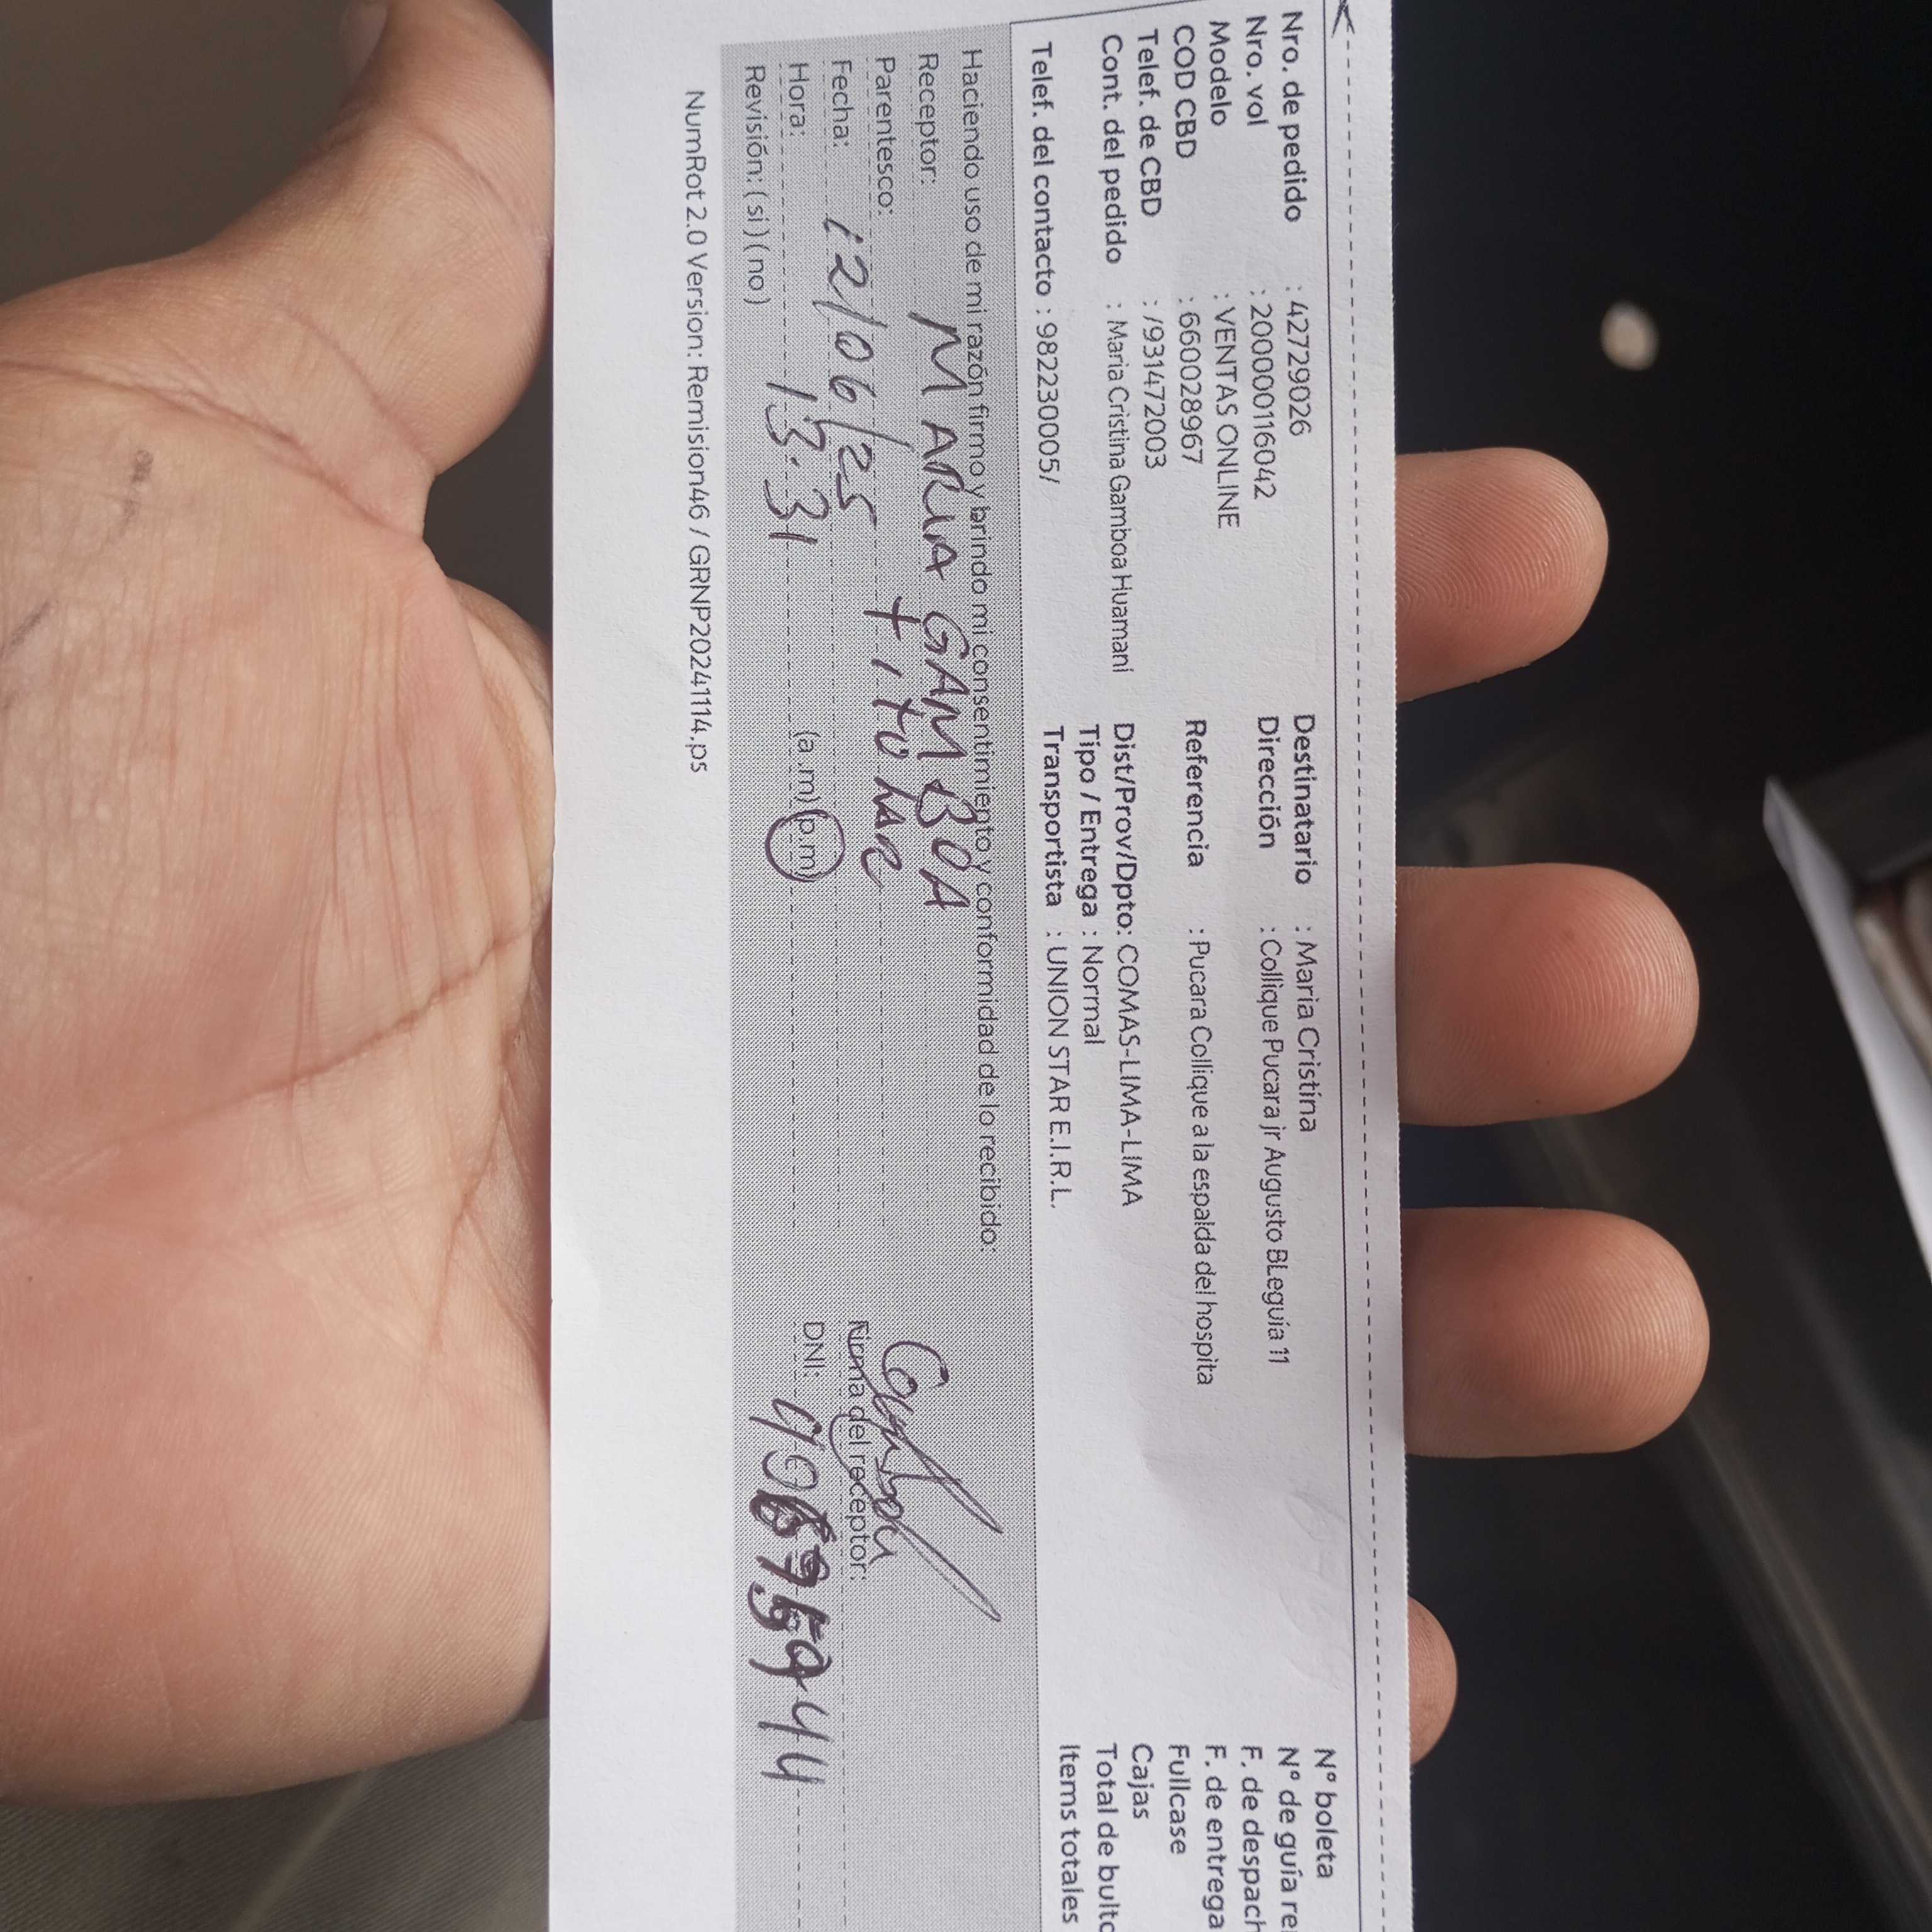 Nro. de pedido : 427729026
Nro. vol : 2000000116042
Modelo : VENTAS ONLINE
COD CBD : 660028967
Telef. de CBD : /931472003
Cont. del pedido : Maria Cristina Gamboa Huamani
Telef. del contacto : 982230005/
Destinatario : Maria Cristina
Dirección : Collique Pucara jr Augusto BLeguía 11
Referencia : Pucara Collique a la espalda del hospita
Dist/Prov/Dpto: COMAS-LIMA-LIMA
Tipo / Entrega : Normal
Transportista : UNION STAR E.I.R.L.
N° boleta
N° de guía re
F. de despach
F. de entrega
Fullcase
Cajas
Total de bulto
Items totales
Haciendo uso de mi razón firmo y brindo mi consentimiento y conformidad de lo recibido:
Receptor: MARIA GAMBOA
Parentesco: titular
Fecha: 12/06/25
Hora: 13:31 (a.m) (p.m)
Revisión: ( si ) ( no )
Firma del receptor:
DNI:
NumRot 2.0 Version: Remision46 / GRNP20241114.ps